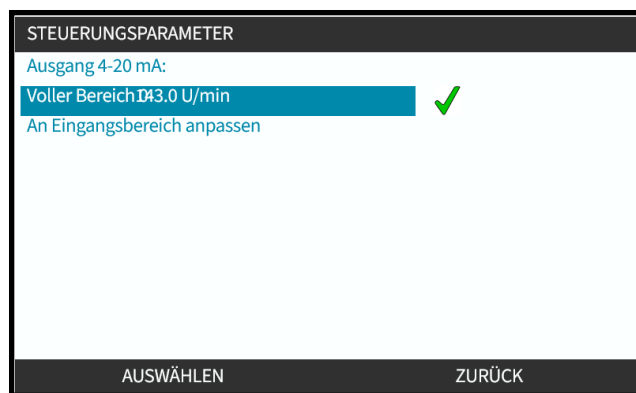 STEUERUNGSPARAMETER
Ausgang 4-20 mA:
Voller Bereich 43.0 U/min
An Eingangsbereich anpassen
AUSWÄHLEN
ZURÜCK